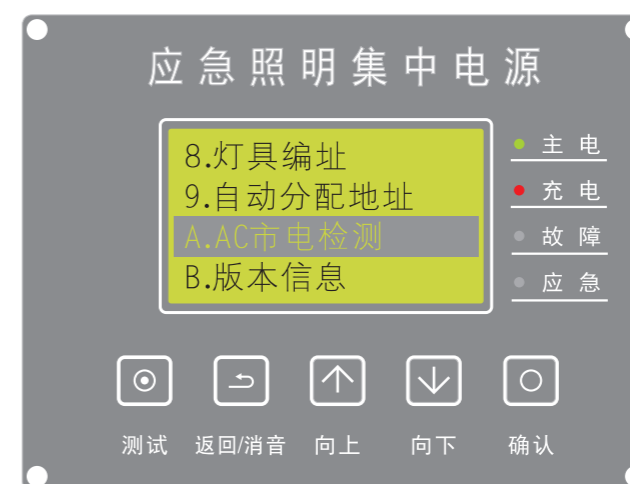 应急照明集中电源
8.灯具编址
9.自动分配地址
A.AC市电检测
B.版本信息
主电
充电
故障
应急
测试 返回/消音 向上 向下 确认